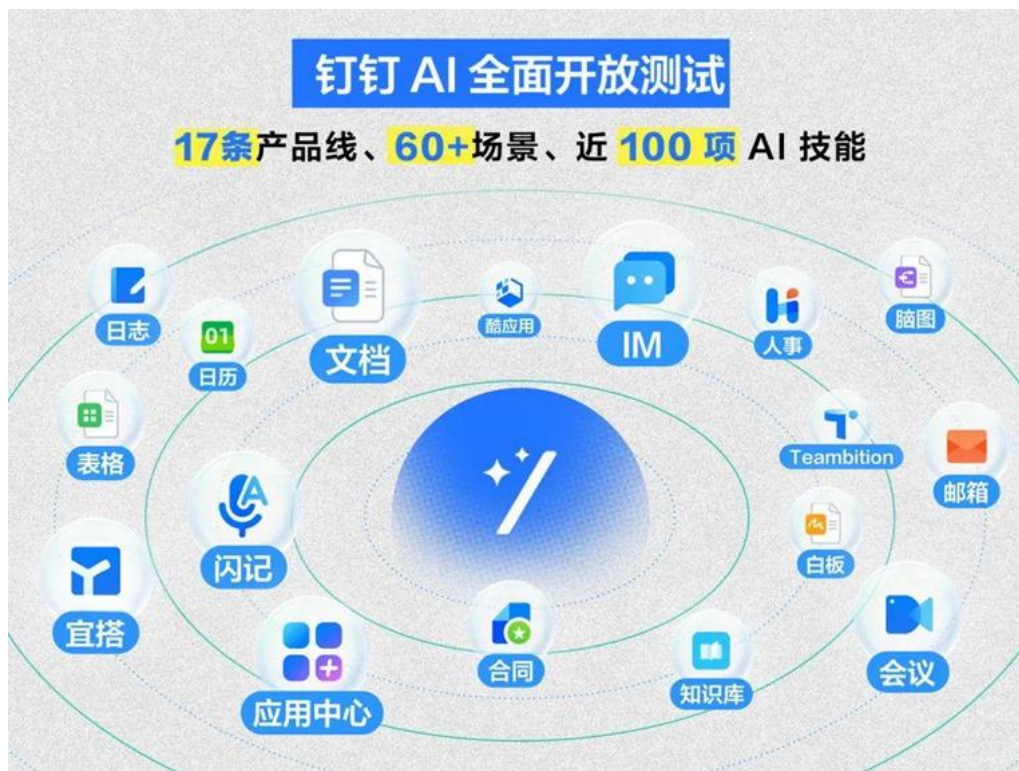 钉钉 AI 全面开放测试
17条产品线、60+场景、近 100 项 AI 技能
日志
日历
01
文档
酷应用
IM
人事
脑图
表格
闪记
A
Teambition
邮箱
白板
宜搭
应用中心
合同
知识库
会议